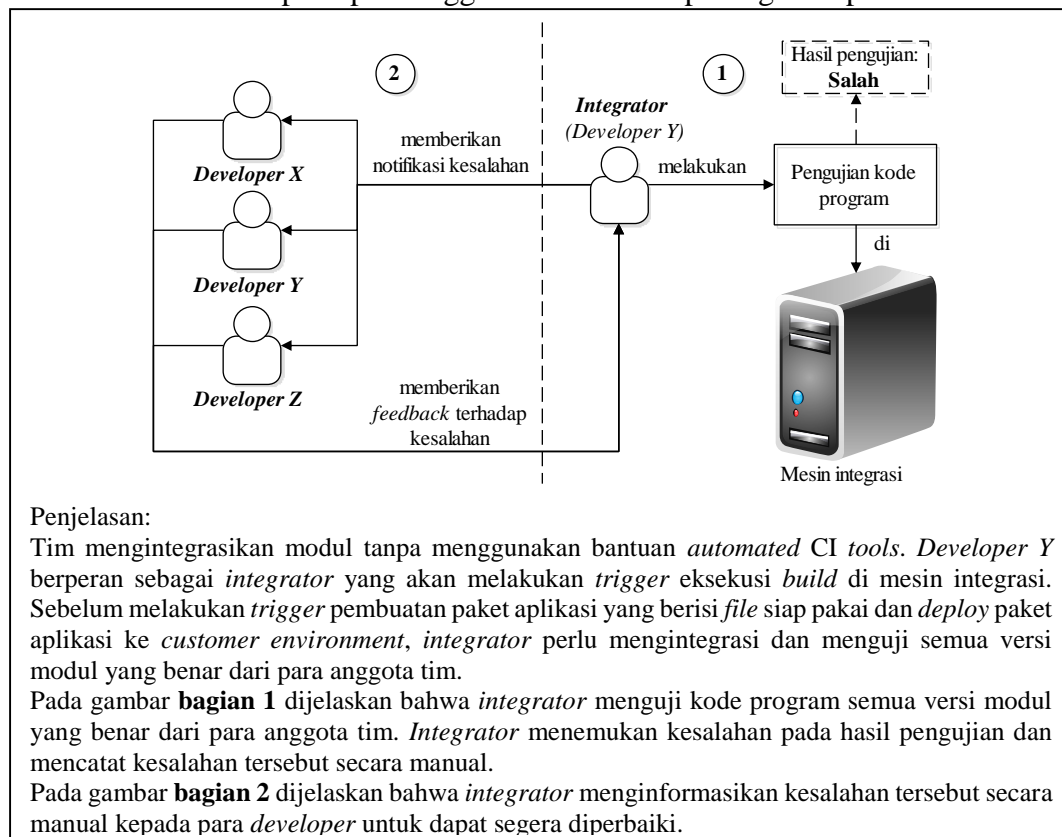 2
1
Hasil pengujian:
Salah
Integrator
(Developer Y)
memberikan
notifikasi kesalahan
melakukan
Pengujian kode
program
di
Developer X
Developer Y
Developer Z
memberikan
feedback terhadap
kesalahan
Mesin integrasi
Penjelasan:
Tim mengintegrasikan modul tanpa menggunakan bantuan automated CI tools. Developer Y
berperan sebagai integrator yang akan melakukan trigger eksekusi build di mesin integrasi.
Sebelum melakukan trigger pembuatan paket aplikasi yang berisi file siap pakai dan deploy paket
aplikasi ke customer environment, integrator perlu mengintegrasi dan menguji semua versi
modul yang benar dari para anggota tim.
Pada gambar bagian 1 dijelaskan bahwa integrator menguji kode program semua versi modul
yang benar dari para anggota tim. Integrator menemukan kesalahan pada hasil pengujian dan
mencatat kesalahan tersebut secara manual.
Pada gambar bagian 2 dijelaskan bahwa integrator menginformasikan kesalahan tersebut secara
manual kepada para developer untuk dapat segera diperbaiki.